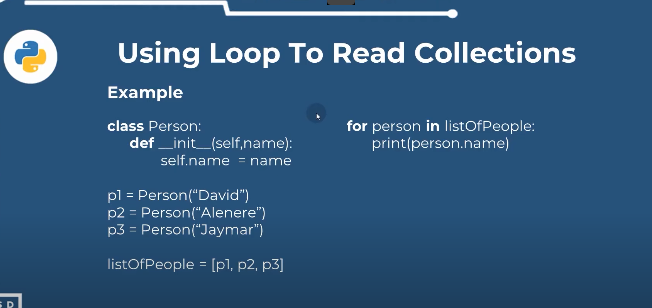 Using Loop To Read Collections
Example
class Person:
def __init__(self,name):
self.name = name
p1 = Person(“David”)
p2 = Person(“Alenere”)
p3 = Person(“Jaymar”)
listOfPeople = [p1, p2, p3]
for person in listOfPeople:
print(person.name)